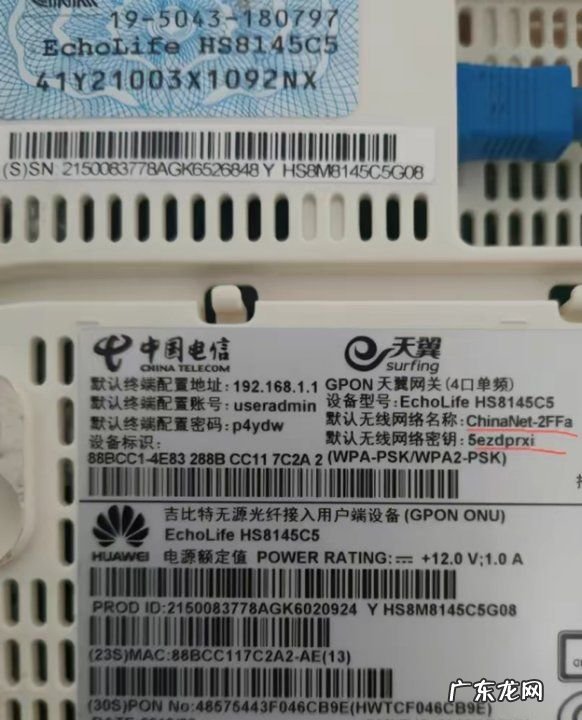 19-5043-180797
EchoLife HS8145C5
41Y21003X1092NX
(S)SN: 2150083778AGK6526848 Y HS8M8145C5G08
中国电信
CHINA TELECOM
天翼
surfing
默认终端配置地址: 192.168.1.1
GPON 天翼网关(4口单频)
默认终端配置账号: useradmin
设备型号: EchoLife HS8145C5
默认终端配置密码: p4ydw
默认无线网络名称: ChinaNet-2FFa
设备标识:
默认无线网络密钥: 5ezdprxi
88BCC1-4E83 288B CC11 7C2A 2
(WPA-PSK/WPA2-PSK)
HUAWEI
吉比特无源光纤接入用户端设备(GPON ONU)
EchoLife HS8145C5
电源额定值 POWER RATING: ⎓ +12.0 V;1.0 A
PROD ID:2150083778AGK6020924 Y HS8M8145C5G08
(23S)MAC:88BCC117C2A2-AE(13)
(30S)PON No:48575443F046CB9E(HWTCF046CB9E)
广东龙网